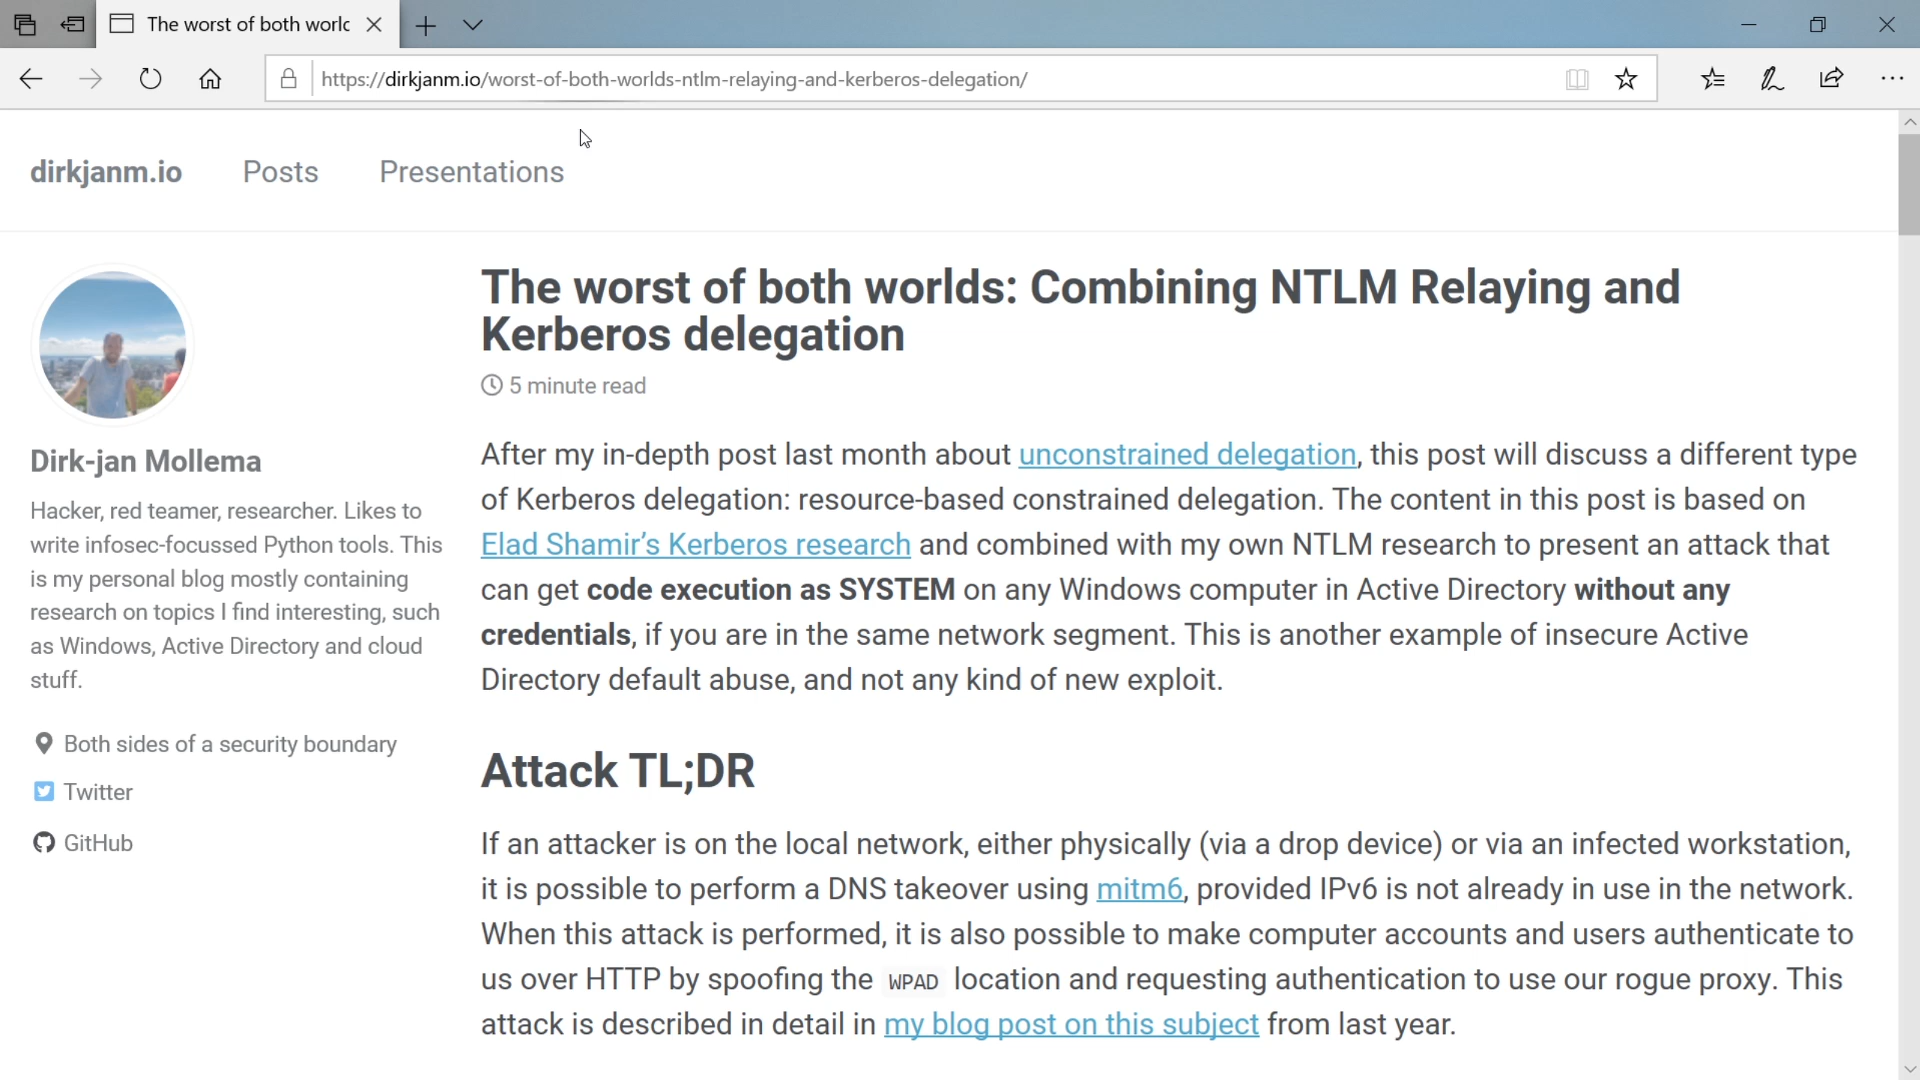 The worst of both worlc
https://dirkjanm.io/worst-of-both-worlds-ntlm-relaying-and-kerberos-delegation/
dirkjanm.io Posts Presentations
Dirk-jan Mollema
Hacker, red teamer, researcher. Likes to
write infosec-focussed Python tools. This
is my personal blog mostly containing
research on topics I find interesting, such
as Windows, Active Directory and cloud
stuff.
Both sides of a security boundary
Twitter
GitHub
The worst of both worlds: Combining NTLM Relaying and
Kerberos delegation
5 minute read
After my in-depth post last month about unconstrained delegation, this post will discuss a different type
of Kerberos delegation: resource-based constrained delegation. The content in this post is based on
Elad Shamir’s Kerberos research and combined with my own NTLM research to present an attack that
can get code execution as SYSTEM on any Windows computer in Active Directory without any
credentials, if you are in the same network segment. This is another example of insecure Active
Directory default abuse, and not any kind of new exploit.
Attack TL;DR
If an attacker is on the local network, either physically (via a drop device) or via an infected workstation,
it is possible to perform a DNS takeover using mitm6, provided IPv6 is not already in use in the network.
When this attack is performed, it is also possible to make computer accounts and users authenticate to
us over HTTP by spoofing the WPAD location and requesting authentication to use our rogue proxy. This
attack is described in detail in my blog post on this subject from last year.